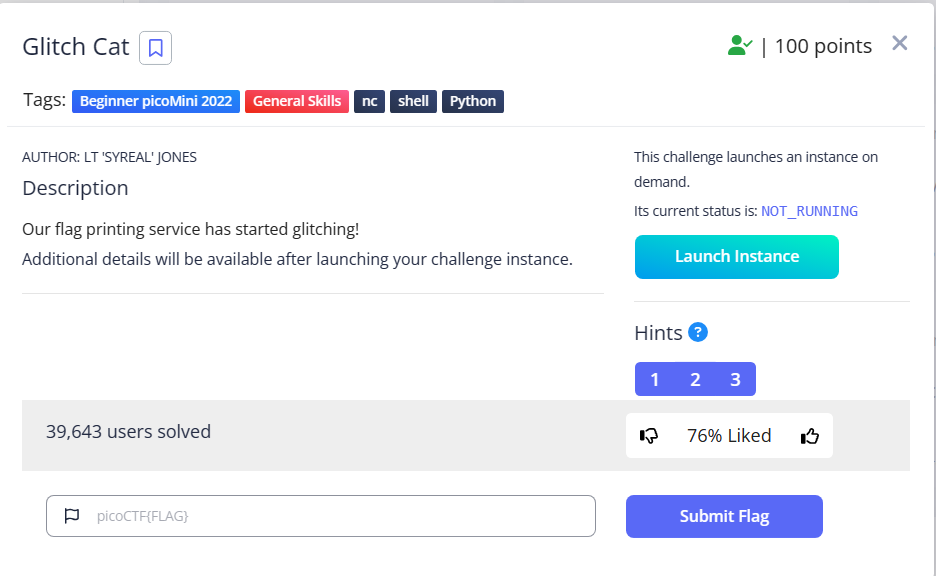 Glitch Cat
| 100 points
Tags: Beginner picoMini 2022 General Skills nc shell Python
AUTHOR: LT 'SYREAL' JONES
Description
Our flag printing service has started glitching!
Additional details will be available after launching your challenge instance.
This challenge launches an instance on
demand.
Its current status is: NOT_RUNNING
Launch Instance
Hints ?
1 2 3
39,643 users solved
76% Liked
picoCTF{FLAG}
Submit Flag